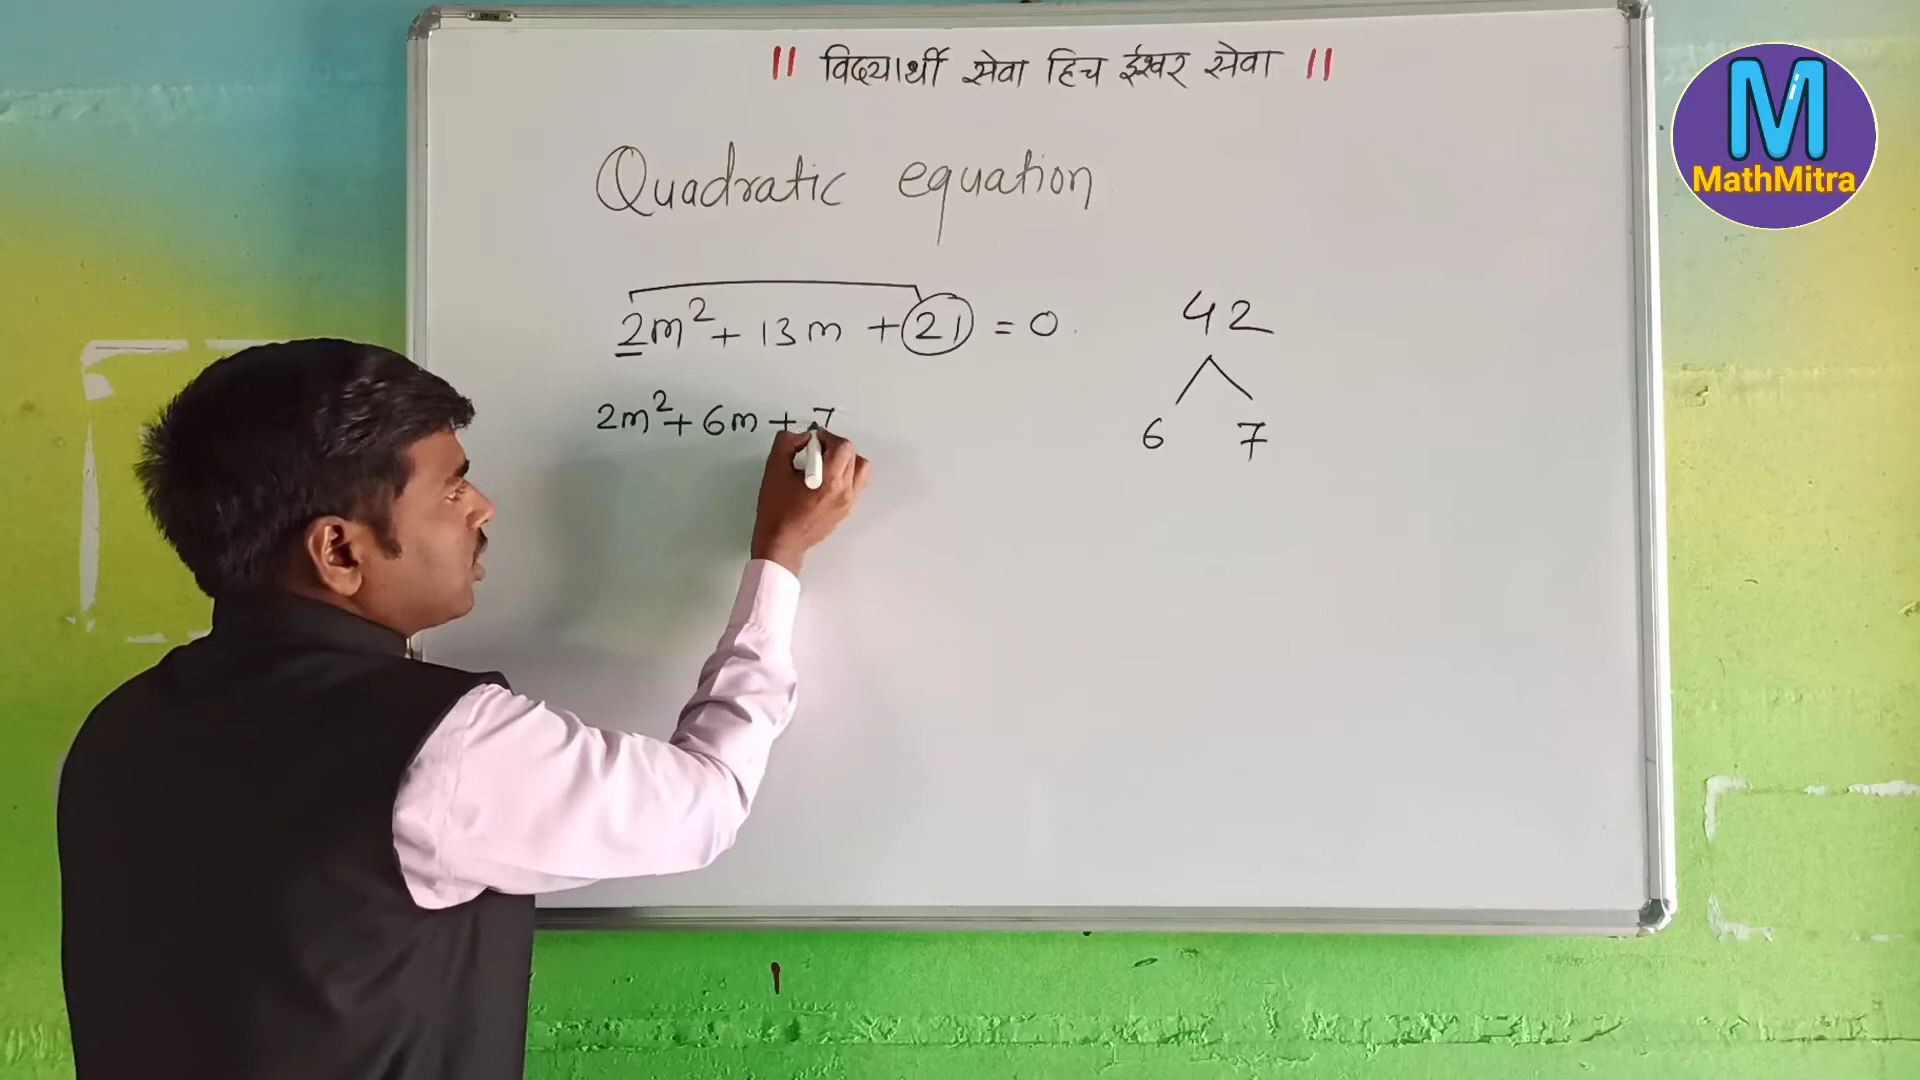 || विद्यार्थी सेवा हिच ईश्वर सेवा ||
M
MathMitra
Quadratic equation
2m² + 13m + 21 = 0
42
6 7
2m² + 6m + 7